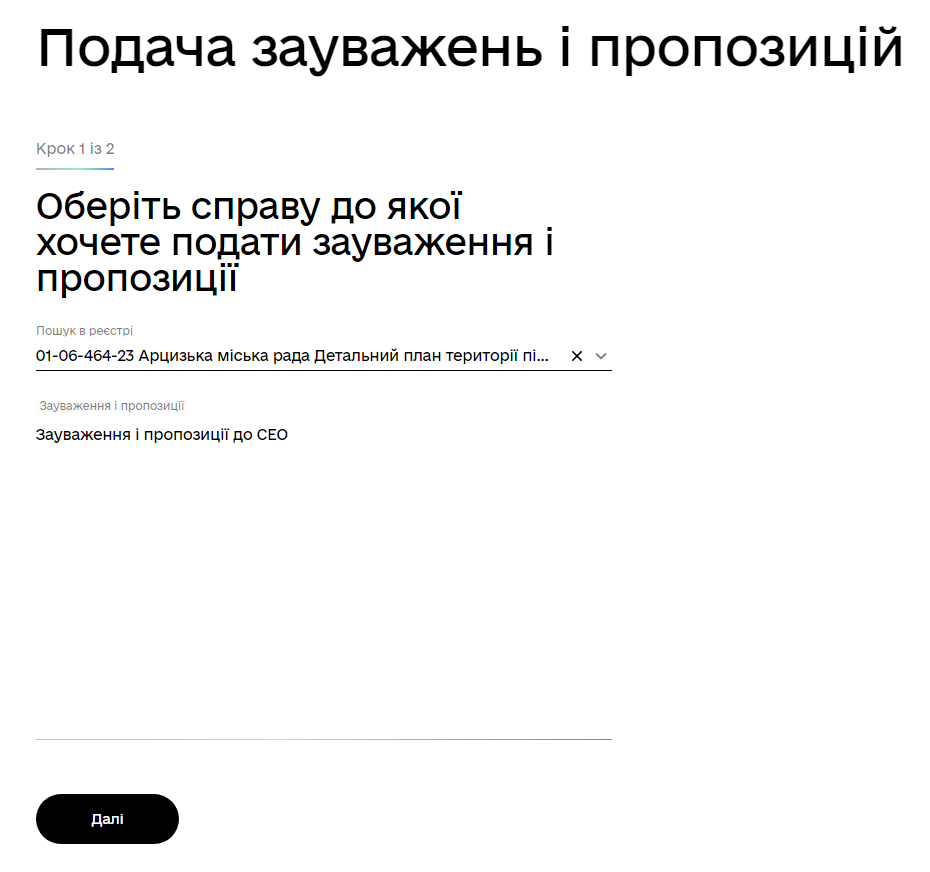 Подача зауважень і пропозицій
Крок 1 із 2
Оберіть справу до якої
хочете подати зауваження і
пропозиції
Пошук в реєстрі
01-06-464-23 Арцизька міська рада Детальний план території пі...
Зауваження і пропозиції
Зауваження і пропозиції до СЕО
Далі